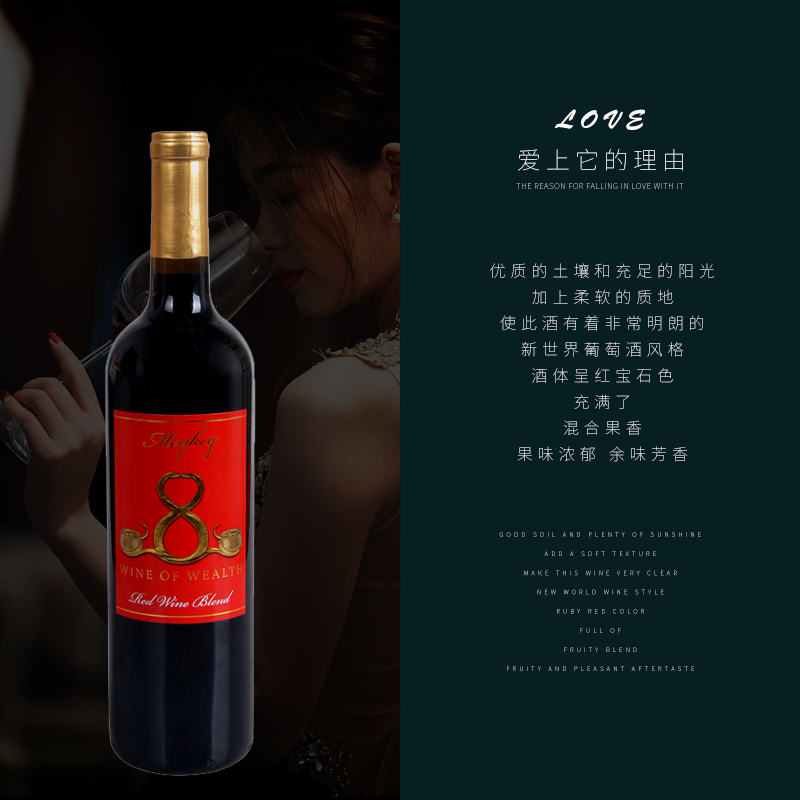 Meykey
8
WINE OF WEALTH
Red Wine Blend
LOVE
爱上它的理由
THE REASON FOR FALLING IN LOVE WITH IT
优质的土壤和充足的阳光
加上柔软的质地
使此酒有着非常明朗的
新世界葡萄酒风格
酒体呈红宝石色
充满了
混合果香
果味浓郁 余味芳香
GOOD SOIL AND PLENTY OF SUNSHINE
ADD A SOFT TEXTURE
MAKE THIS WINE VERY CLEAR
NEW WORLD WINE STYLE
RUBY RED COLOR
FULL OF
FRUITY BLEND
FRUITY AND PLEASANT AFTERTASTE